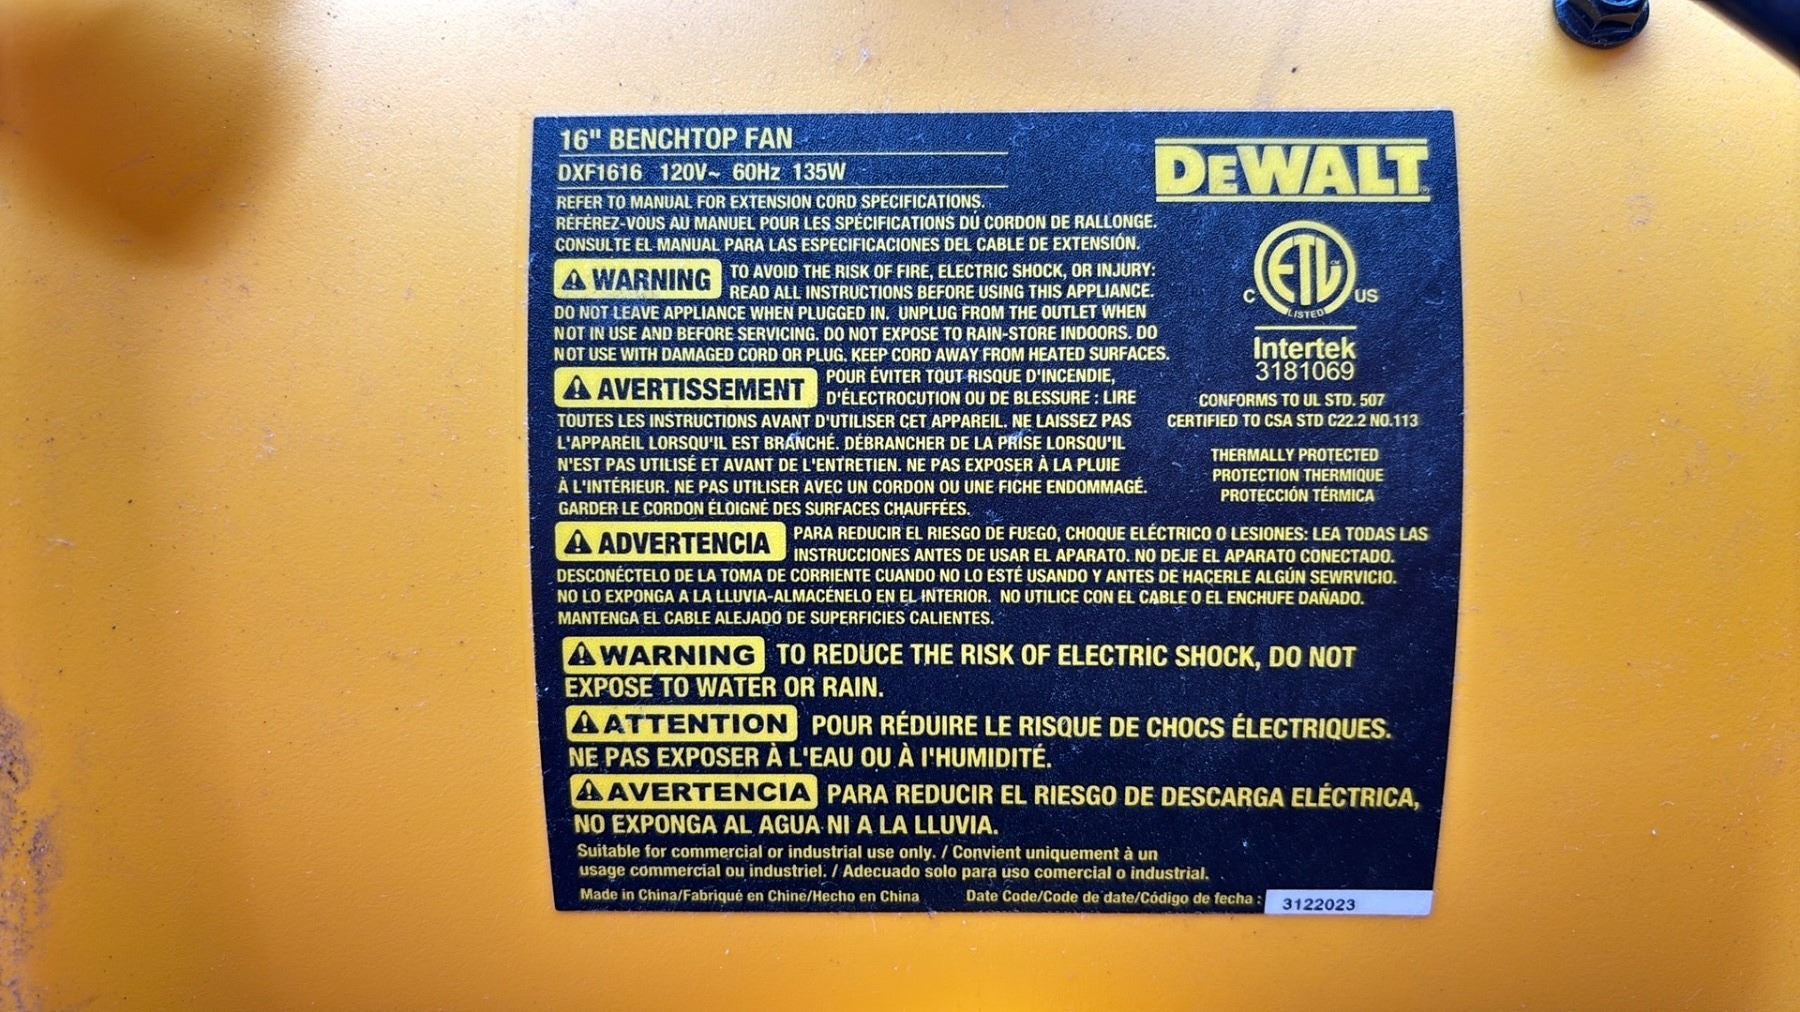 16" BENCHTOP FAN
DXF1616 120V~ 60Hz 135W
REFER TO MANUAL FOR EXTENSION CORD SPECIFICATIONS.
RÉFÉREZ-VOUS AU MANUEL POUR LES SPÉCIFICATIONS DU CORDON DE RALLONGE.
CONSULTE EL MANUAL PARA LAS ESPECIFICACIONES DEL CABLE DE EXTENSIÓN.
WARNING TO AVOID THE RISK OF FIRE, ELECTRIC SHOCK, OR INJURY:
READ ALL INSTRUCTIONS BEFORE USING THIS APPLIANCE.
DO NOT LEAVE APPLIANCE WHEN PLUGGED IN. UNPLUG FROM THE OUTLET WHEN
NOT IN USE AND BEFORE SERVICING. DO NOT EXPOSE TO RAIN-STORE INDOORS. DO
NOT USE WITH DAMAGED CORD OR PLUG. KEEP CORD AWAY FROM HEATED SURFACES.
AVERTISSEMENT POUR ÉVITER TOUT RISQUE D'INCENDIE,
D'ÉLECTROCUTION OU DE BLESSURE : LIRE
TOUTES LES INSTRUCTIONS AVANT D'UTILISER CET APPAREIL. NE LAISSEZ PAS
L'APPAREIL LORSQU'IL EST BRANCHÉ. DÉBRANCHER DE LA PRISE LORSQU'IL
N'EST PAS UTILISÉ ET AVANT DE L'ENTRETIEN. NE PAS EXPOSER À LA PLUIE
À L'INTÉRIEUR. NE PAS UTILISER AVEC UN CORDON OU UNE FICHE ENDOMMAGÉ.
GARDER LE CORDON ÉLOIGNÉ DES SURFACES CHAUFFÉES.
DEWALT
ETL
LISTED
C US
Intertek
3181069
CONFORMS TO UL STD. 507
CERTIFIED TO CSA STD C22.2 NO.113
THERMALLY PROTECTED
PROTECTION THERMIQUE
PROTECCIÓN TÉRMICA
ADVERTENCIA PARA REDUCIR EL RIESGO DE FUEGO, CHOQUE ELÉCTRICO O LESIONES: LEA TODAS LAS
INSTRUCCIONES ANTES DE USAR EL APARATO. NO DEJE EL APARATO CONECTADO.
DESCONÉCTELO DE LA TOMA DE CORRIENTE CUANDO NO LO ESTÉ USANDO Y ANTES DE HACERLE ALGÚN SEWRVICIO.
NO LO EXPONGA A LA LLUVIA-ALMACÉNELO EN EL INTERIOR. NO UTILICE CON EL CABLE O EL ENCHUFE DAÑADO.
MANTENGA EL CABLE ALEJADO DE SUPERFICIES CALIENTES.
WARNING TO REDUCE THE RISK OF ELECTRIC SHOCK, DO NOT
EXPOSE TO WATER OR RAIN.
ATTENTION POUR RÉDUIRE LE RISQUE DE CHOCS ÉLECTRIQUES.
NE PAS EXPOSER À L'EAU OU À l'HUMIDITÉ.
AVERTENCIA PARA REDUCIR EL RIESGO DE DESCARGA ELÉCTRICA,
NO EXPONGA AL AGUA NI A LA LLUVIA.
Suitable for commercial or industrial use only. / Convient uniquement à un
usage commercial ou industriel. / Adecuado solo para uso comercial o industrial.
Made in China/Fabriqué en Chine/Hecho en China Date Code/Code de date/Código de fecha : 3122023